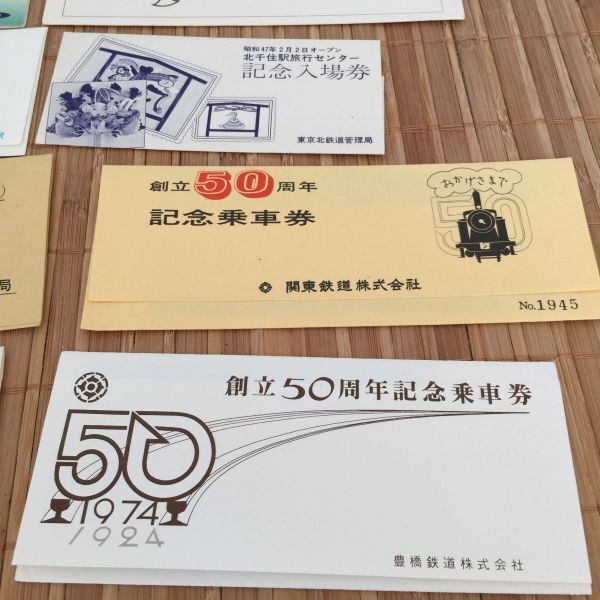 昭和47年2月2日オープン
北千住駅旅行センター
記念入場券
東京北鉄道管理局
創立50周年
記念乗車券
おかげさまで
50
関東鉄道株式会社
No.1945
局
創立50周年記念乗車券
50
1974
1924
豊橋鉄道株式会社